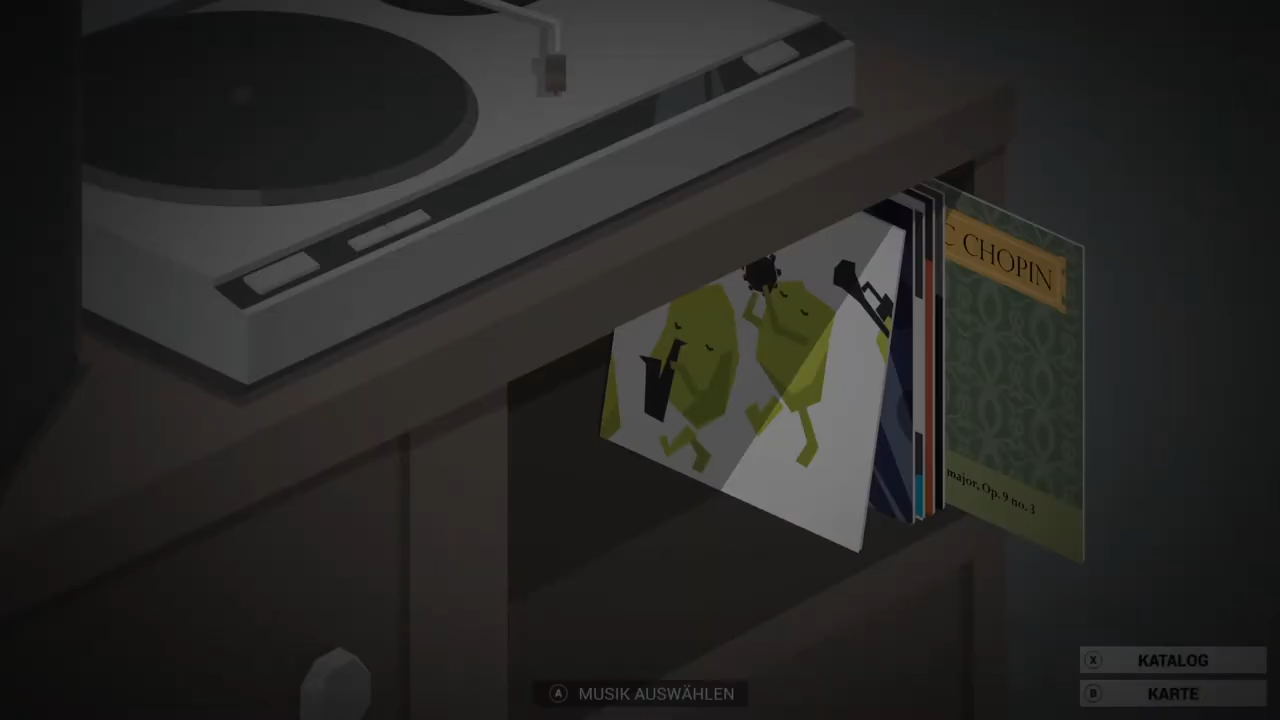 C CHOPIN
major, Op. 9 no. 3
X KATALOG
A MUSIK AUSWÄHLEN
B KARTE